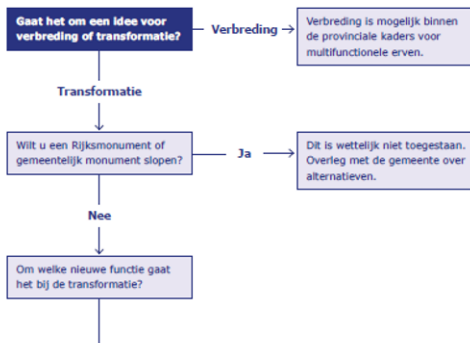 Gaat het om een idee voor
verbreding of transformatie?
Verbreding
Verbreding is mogelijk binnen
de provinciale kaders voor
multifunctionele erven.
Transformatie
Wilt u een Rijksmonument of
gemeentelijk monument slopen?
Ja
Dit is wettelijk niet toegestaan.
Overleg met de gemeente over
alternatieven.
Nee
Om welke nieuwe functie gaat
het bij de transformatie?